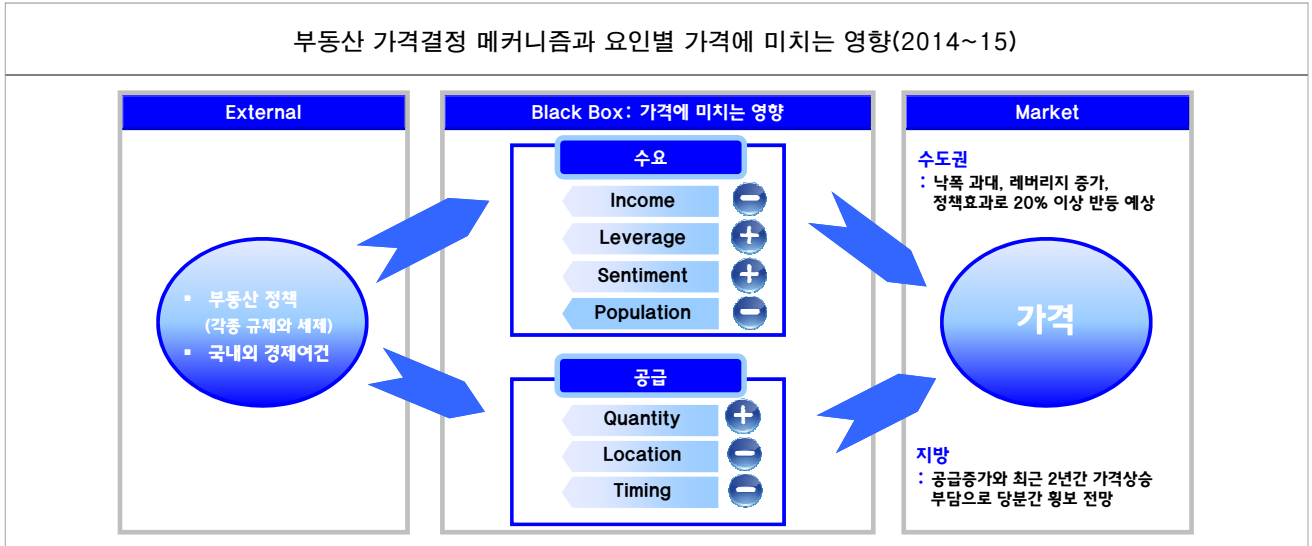 부동산 가격결정 메커니즘과 요인별 가격에 미치는 영향(2014~15)
External
▪ 부동산 정책
(각종 규제와 세제)
▪ 국내외 경제여건
Black Box: 가격에 미치는 영향
수요
Income −
Leverage +
Sentiment +
Population −
공급
Quantity +
Location −
Timing −
Market
수도권
: 낙폭 과대, 레버리지 증가,
정책효과로 20% 이상 반등 예상
가격
지방
: 공급증가와 최근 2년간 가격상승
부담으로 당분간 횡보 전망